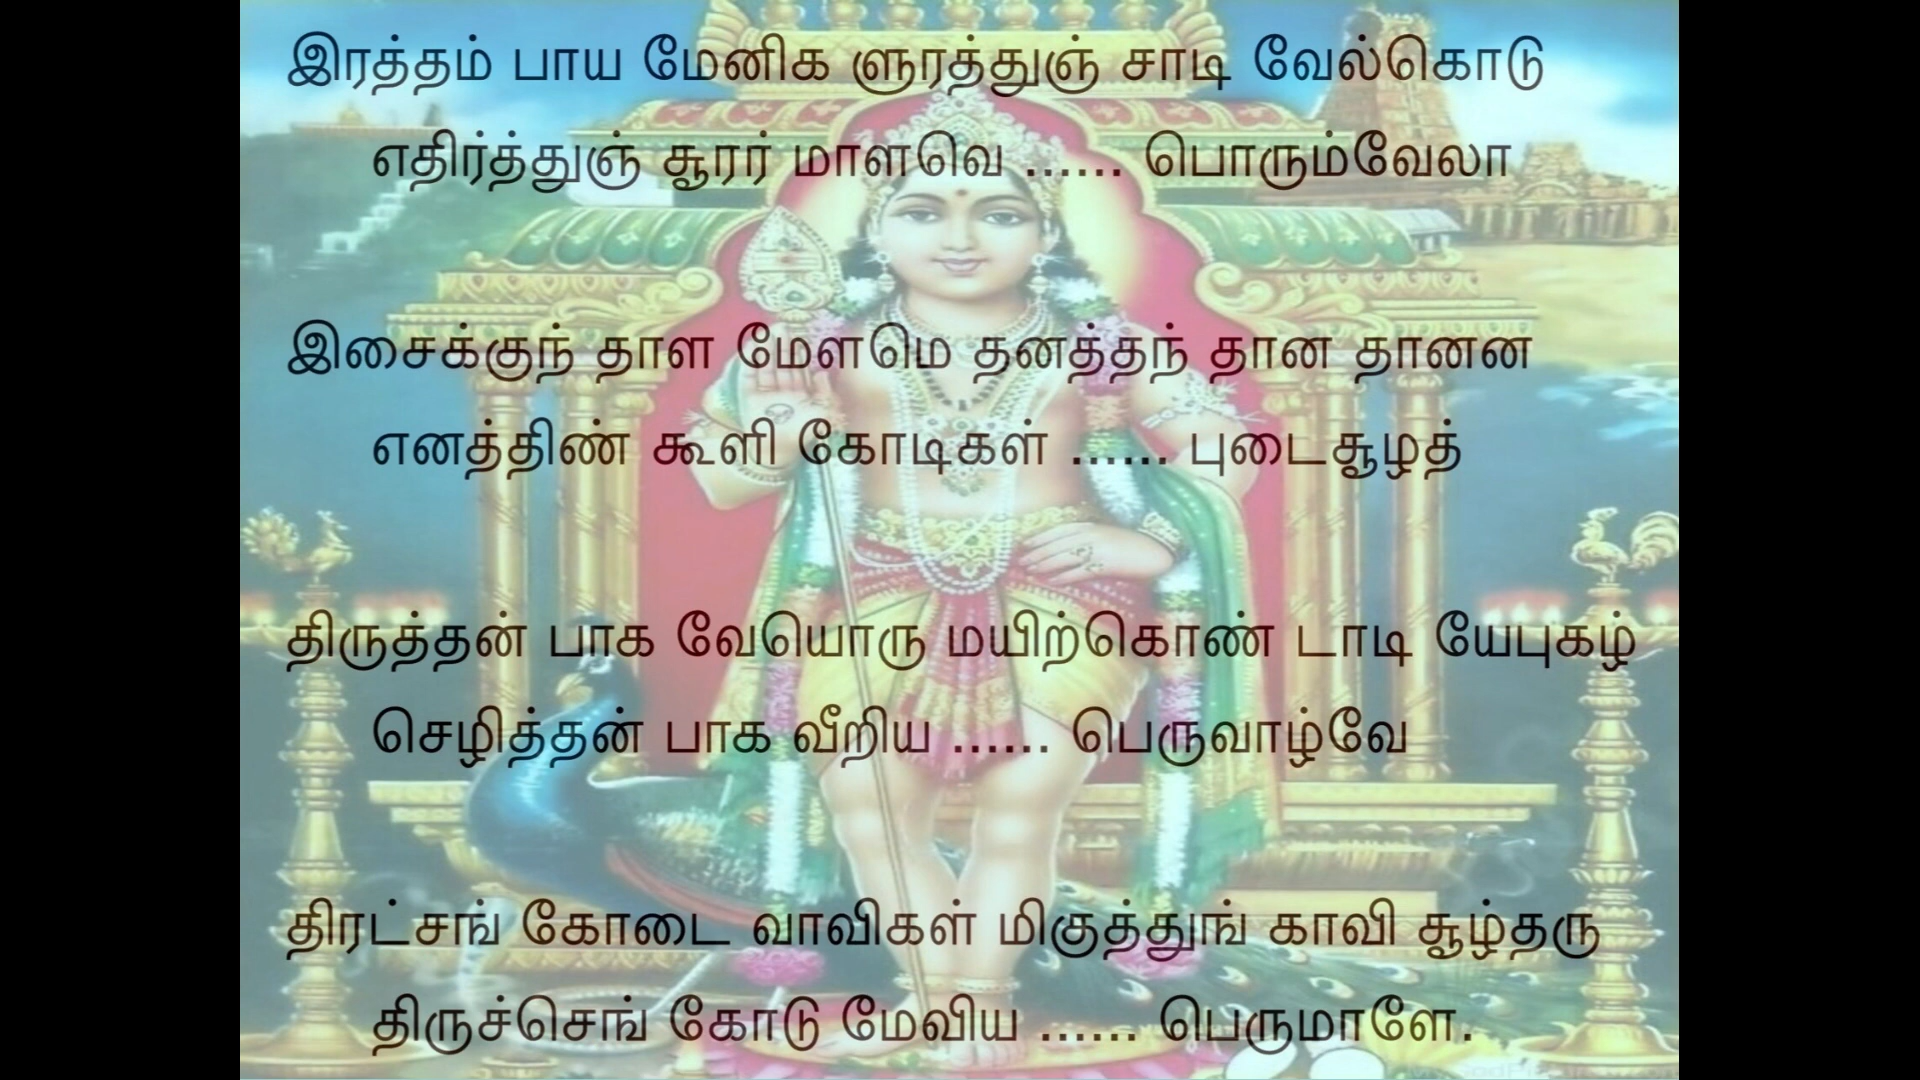 இரத்தம் பாய மேனிக ளுரத்துஞ் சாடி வேல்கொடு
எதிர்த்துஞ் சூரர் மாளவெ ...... பொரும்வேலா
இசைக்குந் தாள மேளமெ தனத்தந் தான தானன
எனத்திண் கூளி கோடிகள் ...... புடைசூழத்
திருத்தன் பாக வேயொரு மயிற்கொண் டாடி யேபுகழ்
செழித்தன் பாக வீறிய ...... பெருவாழ்வே
திரட்சங் கோடை வாவிகள் மிகுத்துங் காவி சூழ்தரு
திருச்செங் கோடு மேவிய ...... பெருமாளே.